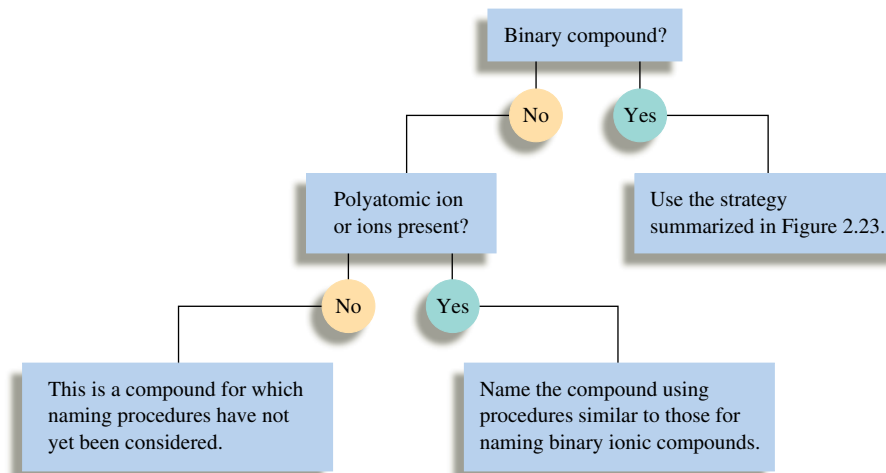 Binary compound?
No
Yes
Polyatomic ion
or ions present?
Use the strategy
summarized in Figure 2.23.
No
Yes
This is a compound for which
naming procedures have not
yet been considered.
Name the compound using
procedures similar to those for
naming binary ionic compounds.